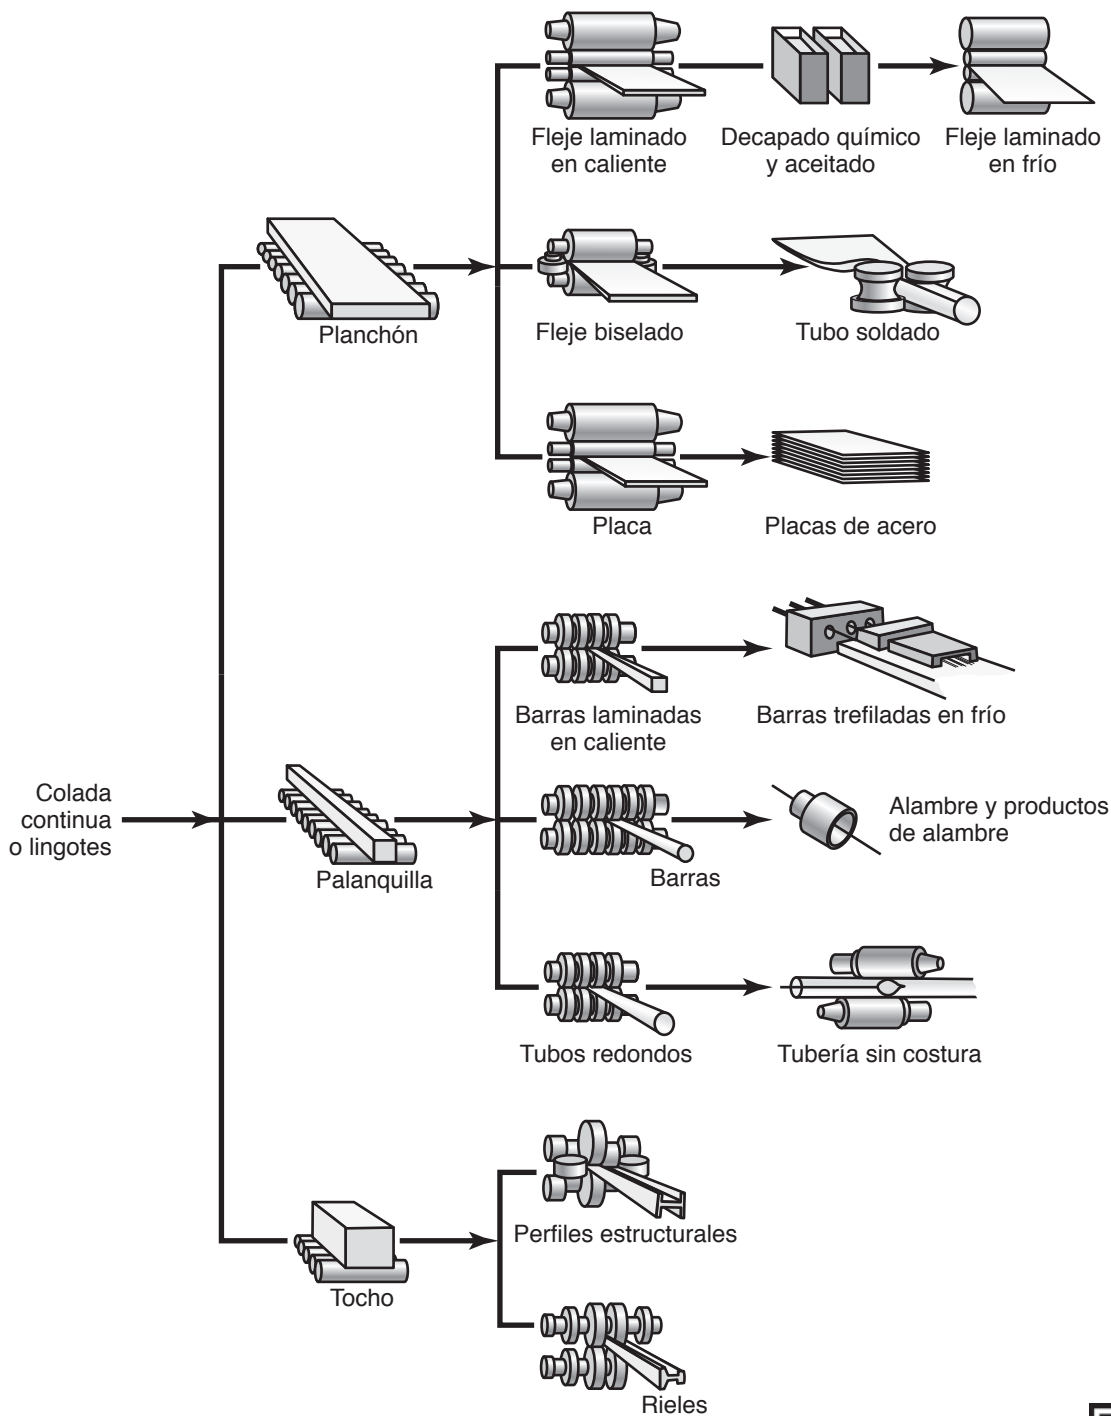 Fleje laminado
en caliente
Decapado químico
y aceitado
Fleje laminado
en frío
Planchón
Fleje biselado
Tubo soldado
Placa
Placas de acero
Barras laminadas
en caliente
Barras trefiladas en frío
Colada
continua
o lingotes
Palanquilla
Barras
Alambre y productos
de alambre
Tubos redondos
Tubería sin costura
Perfiles estructurales
Tocho
Rieles